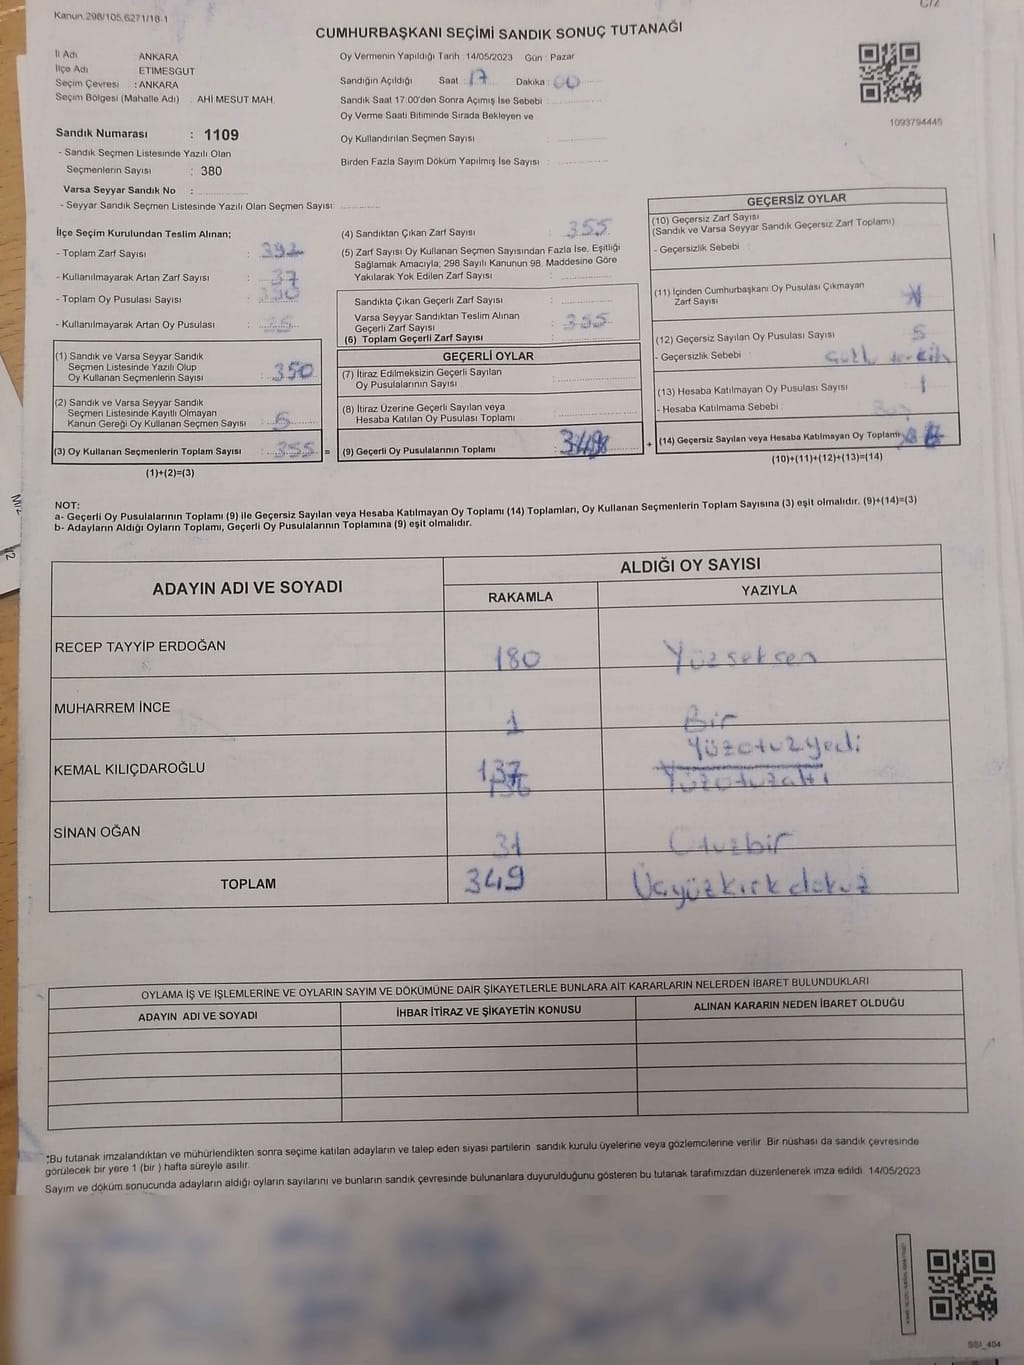 Kanun.298/105,6271/18-1
C/2
CUMHURBAŞKANI SEÇİMİ SANDIK SONUÇ TUTANAĞI
İl Adı ANKARA
İlçe Adı ETIMESGUT
Seçim Çevresi : ANKARA
Seçim Bölgesi (Mahalle Adı) : AHİ MESUT MAH.
Oy Vermenin Yapıldığı Tarih :14/05/2023 Gün : Pazar
Sandığın Açıldığı Saat :17 Dakika :00
Sandık Saat 17:00'den Sonra Açımış İse Sebebi :
Oy Verme Saati Bitiminde Sırada Bekleyen ve
Oy Kullandırılan Seçmen Sayısı :
Birden Fazla Sayım Döküm Yapılmış İse Sayısı :
1093794445
Sandık Numarası : 1109
- Sandık Seçmen Listesinde Yazılı Olan
Seçmenlerin Sayısı : 380
Varsa Seyyar Sandık No :
- Seyyar Sandık Seçmen Listesinde Yazılı Olan Seçmen Sayısı:
İlçe Seçim Kurulundan Teslim Alınan;
- Toplam Zarf Sayısı : 392
- Kullanılmayarak Artan Zarf Sayısı : 37
- Toplam Oy Pusulası Sayısı :
- Kullanılmayarak Artan Oy Pusulası :
(1) Sandık ve Varsa Seyyar Sandık
Seçmen Listesinde Yazılı Olup
Oy Kullanan Seçmenlerin Sayısı : 350
(2) Sandık ve Varsa Seyyar Sandık
Seçmen Listesinde Kayıtlı Olmayan
Kanun Gereği Oy Kullanan Seçmen Sayısı : 5
(3) Oy Kullanan Seçmenlerin Toplam Sayısı : 355 =
(1)+(2)=(3)
(4) Sandıktan Çıkan Zarf Sayısı : 355
(5) Zarf Sayısı Oy Kullanan Seçmen Sayısından Fazla İse, Eşitliği
Sağlamak Amacıyla; 298 Sayılı Kanunun 98. Maddesine Göre
Yakılarak Yok Edilen Zarf Sayısı :
Sandıkta Çıkan Geçerli Zarf Sayısı :
Varsa Seyyar Sandıktan Teslim Alınan
Geçerli Zarf Sayısı : 355
(6) Toplam Geçerli Zarf Sayısı :
GEÇERLİ OYLAR
(7) İtiraz Edilmeksizin Geçerli Sayılan
Oy Pusulalarının Sayısı :
(8) İtiraz Üzerine Geçerli Sayılan veya
Hesaba Katılan Oy Pusulası Toplamı :
(9) Geçerli Oy Pusulalarının Toplamı : +
GEÇERSİZ OYLAR
(10) Geçersiz Zarf Sayısı
(Sandık ve Varsa Seyyar Sandık Geçersiz Zarf Toplamı)
- Geçersizlik Sebebi :
(11) İçinden Cumhurbaşkanı Oy Pusulası Çıkmayan
Zarf Sayısı
(12) Geçersiz Sayılan Oy Pusulası Sayısı : 5
- Geçersizlik Sebebi :
(13) Hesaba Katılmayan Oy Pusulası Sayısı : 1
- Hesaba Katılmama Sebebi :
(14) Geçersiz Sayılan veya Hesaba Katılmayan Oy Toplamı
(10)+(11)+(12)+(13)=(14)
NOT:
a- Geçerli Oy Pusulalarının Toplamı (9) ile Geçersiz Sayılan veya Hesaba Katılmayan Oy Toplamı (14) Toplamları, Oy Kullanan Seçmenlerin Toplam Sayısına (3) eşit olmalıdır. (9)+(14)=(3)
b- Adayların Aldığı Oyların Toplamı, Geçerli Oy Pusulalarının Toplamına (9) eşit olmalıdır.
ADAYIN ADI VE SOYADI
ALDIĞI OY SAYISI
RAKAMLA YAZIYLA
RECEP TAYYİP ERDOĞAN 180 Yüzseksen
MUHARREM İNCE 1 Bir
Yüzotuzyedi
KEMAL KILIÇDAROĞLU 137
136 Yüzotuzaltı
SİNAN OĞAN 31 Otuzbir
TOPLAM 349 Üçyüzkırkdokuz
OYLAMA İŞ VE İŞLEMLERİNE VE OYLARIN SAYIM VE DÖKÜMÜNE DAİR ŞİKAYETLERLE BUNLARA AİT KARARLARIN NELERDEN İBARET BULUNDUKLARI
ADAYIN ADI VE SOYADI İHBAR İTİRAZ VE ŞİKAYETİN KONUSU ALINAN KARARIN NEDEN İBARET OLDUĞU
*Bu tutanak imzalandıktan ve mühürlendikten sonra seçime katılan adayların ve talep eden siyasi partilerin sandık kurulu üyelerine veya gözlemcilerine verilir. Bir nüshası da sandık çevresinde
görülecek bir yere 1 (bir ) hafta süreyle asılır.
Sayım ve döküm sonucunda adayların aldığı oyların sayılarını ve bunların sandık çevresinde bulunanlara duyurulduğunu gösteren bu tutanak tarafımızdan düzenlenerek imza edildi. 14/05/2023
SSI_404